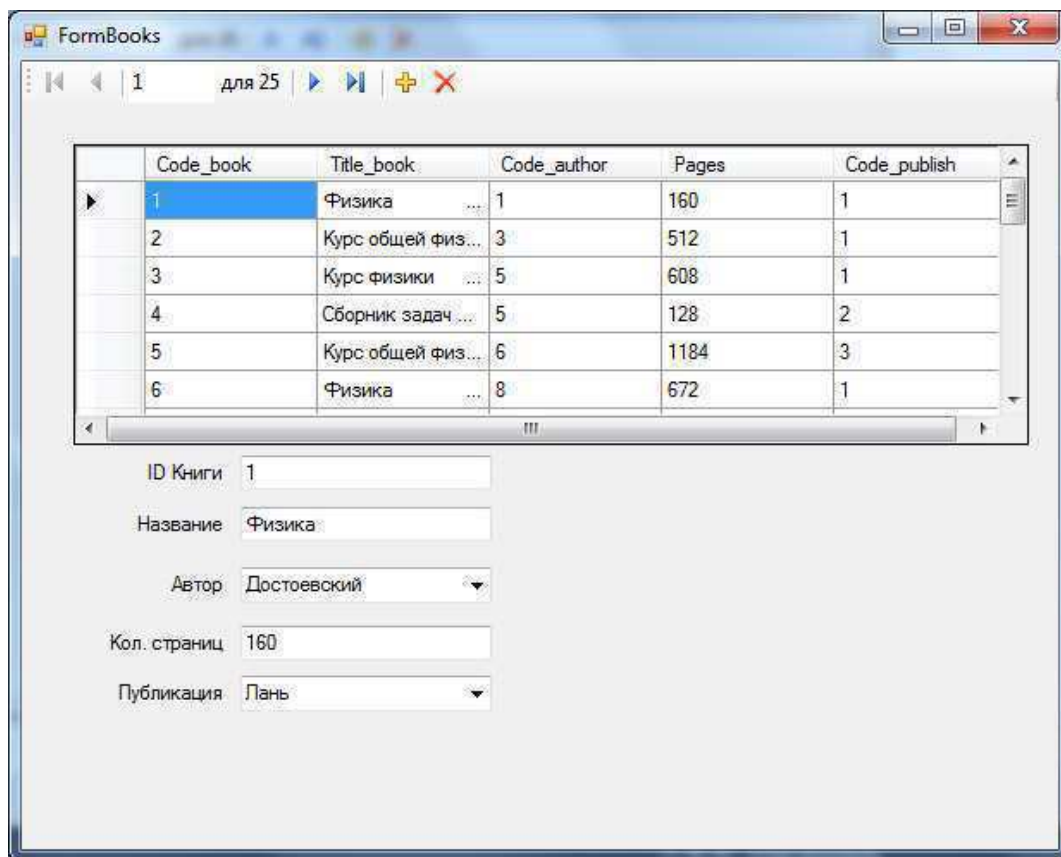 FormBooks
1 для 25
Code_book Title_book Code_author Pages Code_publish
1 Физика ... 1 160 1
2 Курс общей физ... 3 512 1
3 Курс физики ... 5 608 1
4 Сборник задач ... 5 128 2
5 Курс общей физ... 6 1184 3
6 Физика ... 8 672 1
ID Книги 1
Название Физика
Автор Достоевский
Кол. страниц 160
Публикация Лань